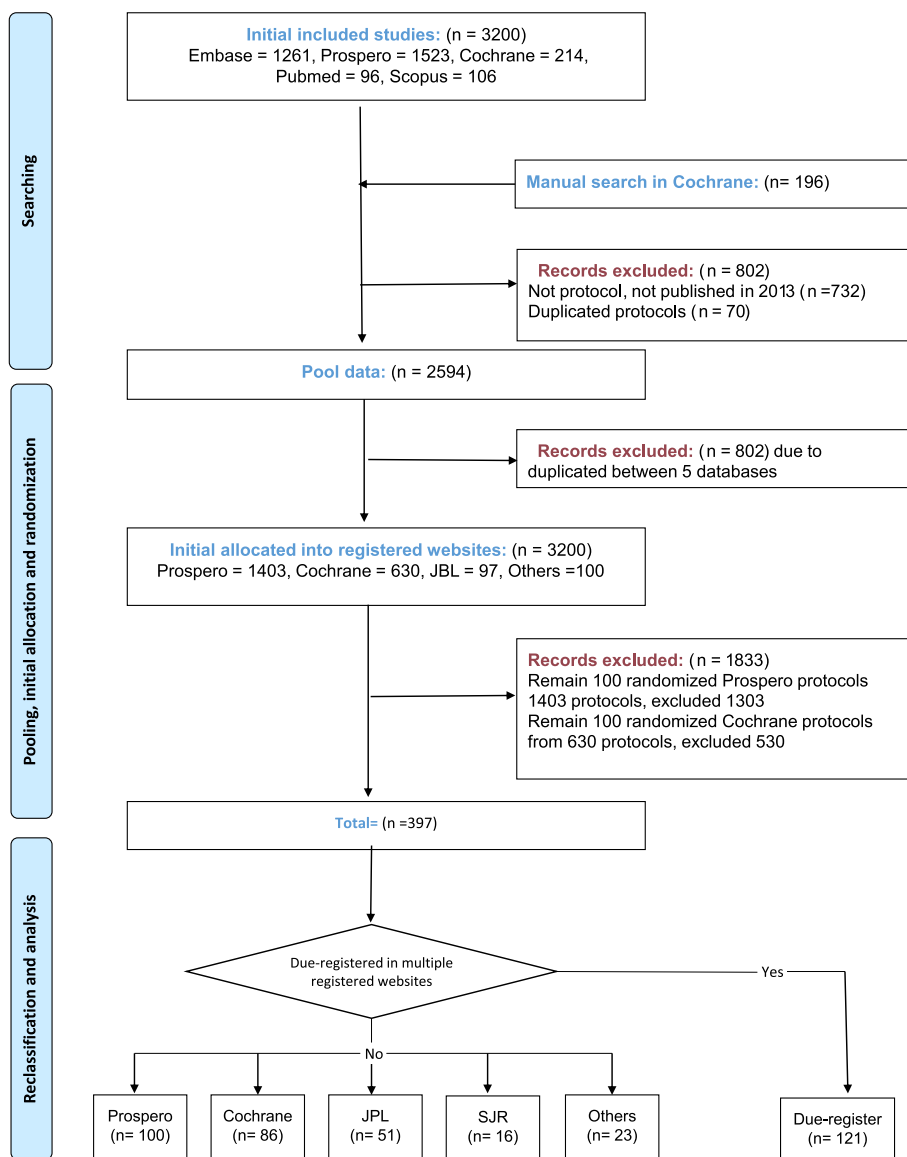 Searching
Initial included studies: (n = 3200)
Embase = 1261, Prospero = 1523, Cochrane = 214,
Pubmed = 96, Scopus = 106
Manual search in Cochrane: (n= 196)
Records excluded: (n = 802)
Not protocol, not published in 2013 (n =732)
Duplicated protocols (n = 70)
Pooling, initial allocation and randomization
Pool data: (n = 2594)
Records excluded: (n = 802) due to
duplicated between 5 databases
Initial allocated into registered websites: (n = 3200)
Prospero = 1403, Cochrane = 630, JBL = 97, Others =100
Records excluded: (n = 1833)
Remain 100 randomized Prospero protocols
1403 protocols, excluded 1303
Remain 100 randomized Cochrane protocols
from 630 protocols, excluded 530
Total= (n =397)
Reclassification and analysis
Due-registered in multiple
registered websites
Yes
No
Prospero
(n= 100)
Cochrane
(n= 86)
JPL
(n= 51)
SJR
(n= 16)
Others
(n= 23)
Due-register
(n= 121)